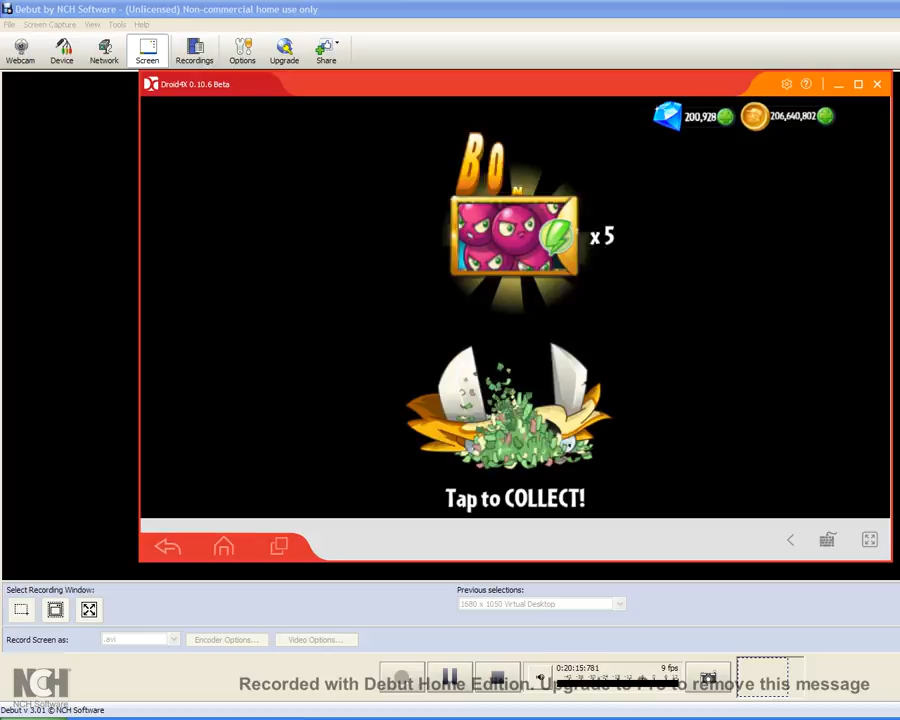 Debut by NCH Software - (Unlicensed) Non-commercial home use only
File Screen Capture View Tools Help
Webcam Device Network Screen Recordings Options Upgrade Share
Droid4X 0.10.6 Beta
200,928 206,640,802
BO
N
x5
Tap to COLLECT!
Select Recording Window:
Previous selections:
1680 x 1050 Virtual Desktop
Record Screen as: .avi Encoder Options... Video Options...
0:20:15:781 9 fps
NCH
NCH Software
Recorded with Debut Home Edition. Upgrade to Pro to remove this message
Debut v 3.01 © NCH Software